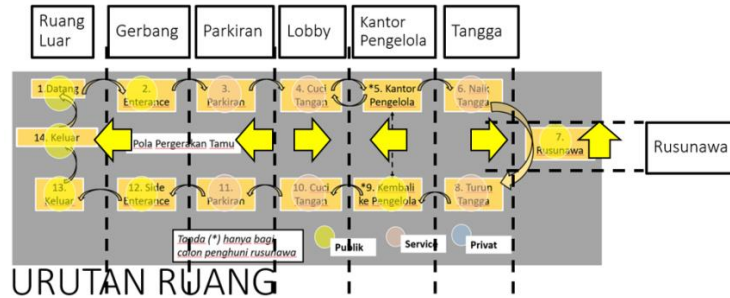 Ruang
Luar
Gerbang
Parkiran
Lobby
Kantor
Pengelola
Tangga
1.Datang
2.
Enterance
3.
Parkiran
4. Cuci
Tangan
*5. Kantor
Pengelola
6. Naik
Tangga
14. Keluar
Pola Pergerakan Tamu
7.
Rusunawa
Rusunawa
13.
Keluar
12. Side
Enterance
11.
Parkiran
10. Cuci
Tangan
*9. Kembali
ke Pengelola
8. Turun
Tangga
Tanda (*) hanya bagi
calon penghuni rusunawa
Publik
Service
Privat
URUTAN RUANG